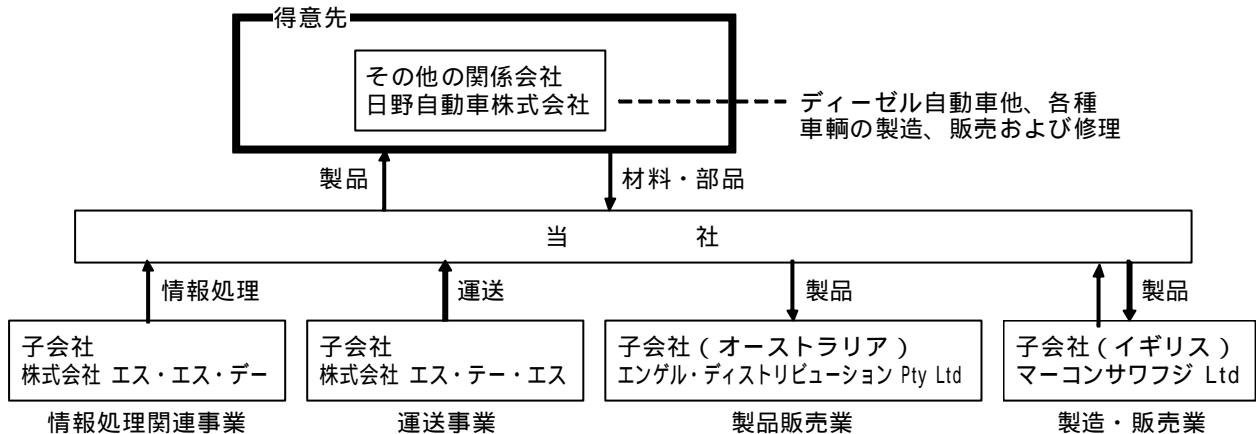 得意先
その他の関係会社
日野自動車株式会社
ディーゼル自動車他、各種
車輌の製造、販売および修理
製品
材料・部品
当 社
情報処理
運送
製品
製品
子会社
株式会社 エス・エス・デー
子会社
株式会社 エス・テー・エス
子会社(オーストラリア)
エンゲル・ディストリビューション Pty Ltd
子会社(イギリス)
マーコンサワフジ Ltd
情報処理関連事業
運送事業
製品販売業
製造・販売業